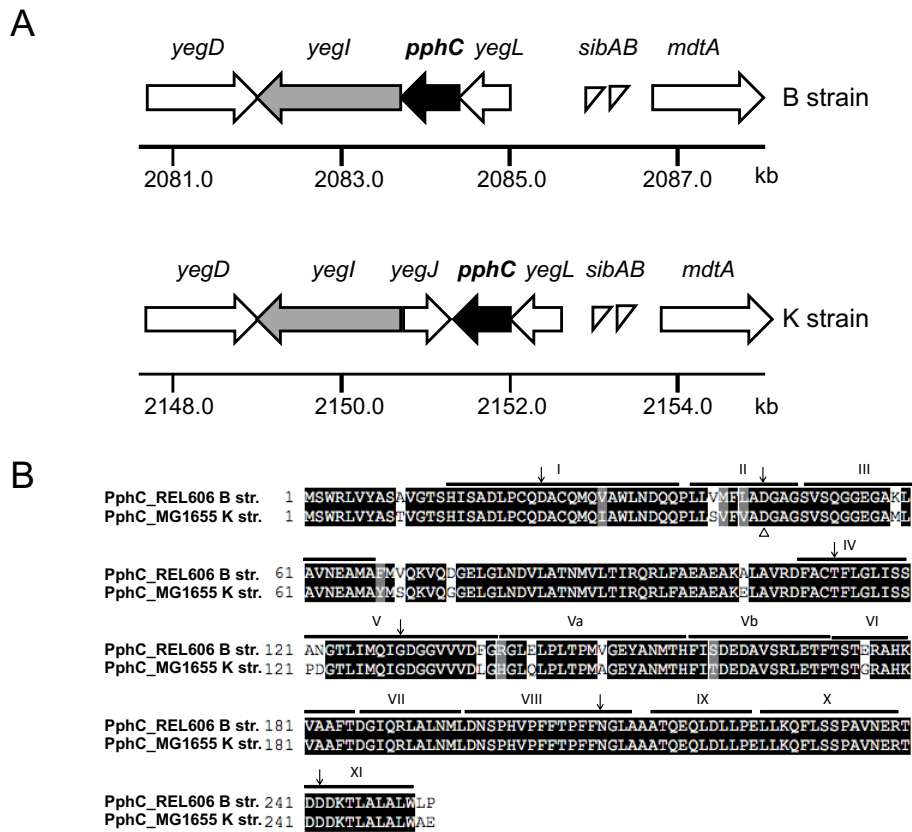 A
yegD yegI pphC yegL sibAB mdtA
B strain
2081.0 2083.0 2085.0 2087.0 kb
yegD yegI yegJ pphC yegL sibAB mdtA
K strain
2148.0 2150.0 2152.0 2154.0 kb
B
I II III
PphC_REL606 B str. 1 MSWRLVYASAVGTSHISADLPCQDACQMQVAWLNDQQPLLVMFLADGAGSVSQGGEGAKL
PphC_MG1655 K str. 1 MSWRLVYASTVGTSHISADLPCQDACQMQIAWLNDQQPLLSVFVADGAGSVSQGGEGAML
IV
PphC_REL606 B str. 61 AVNEAMAFMVQKVQDGELGLNDVLATNMVLTIRQRLFAEAEAKALAVRDFACTFLGLISS
PphC_MG1655 K str. 61 AVNEAMAYMSQKVQGGELGLNDVLATNMVLTIRQRLFAEAEAKELAVRDFACTFLGLISS
V Va Vb VI
PphC_REL606 B str. 121 ANGTLIMQIGDGGVVVDFGRGLELPLTPMVGEYANMTHFISDEDAVSRLETFTSTERAHK
PphC_MG1655 K str. 121 PDGTLIMQIGDGGVVVDLGHGLQLPLTPMAGEYANMTHFITDEDAVSRLETFTSTGRAHK
VII VIII IX X
PphC_REL606 B str. 181 VAAFTDGIQRLALNMLDNSPHVPFFTPFFNGLAAATQEQLDLLPELLKQFLSSPAVNERT
PphC_MG1655 K str. 181 VAAFTDGIQRLALNMLDNSPHVPFFTPFFNGLAAATQEQLDLLPELLKQFLSSPAVNERT
XI
PphC_REL606 B str. 241 DDDKTLALALWLP
PphC_MG1655 K str. 241 DDDKTLALALWAE